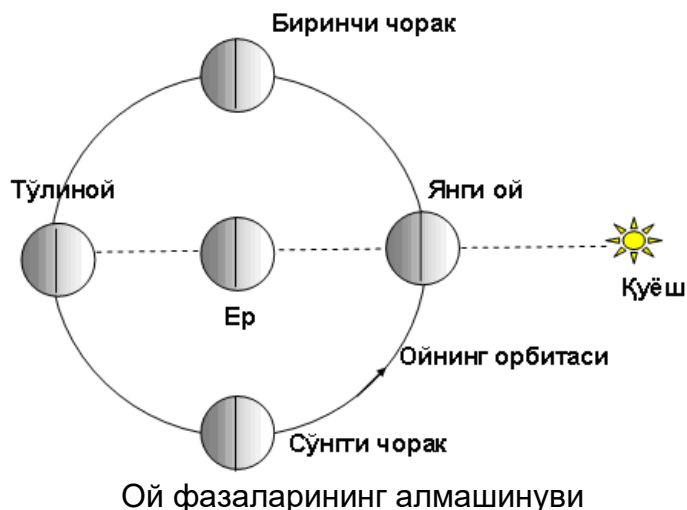 Биринчи чорак
Тўлиной
Янги ой
Қуёш
Ер
Ойнинг орбитаси
Сўнгги чорак
Ой фазаларининг алмашинуви